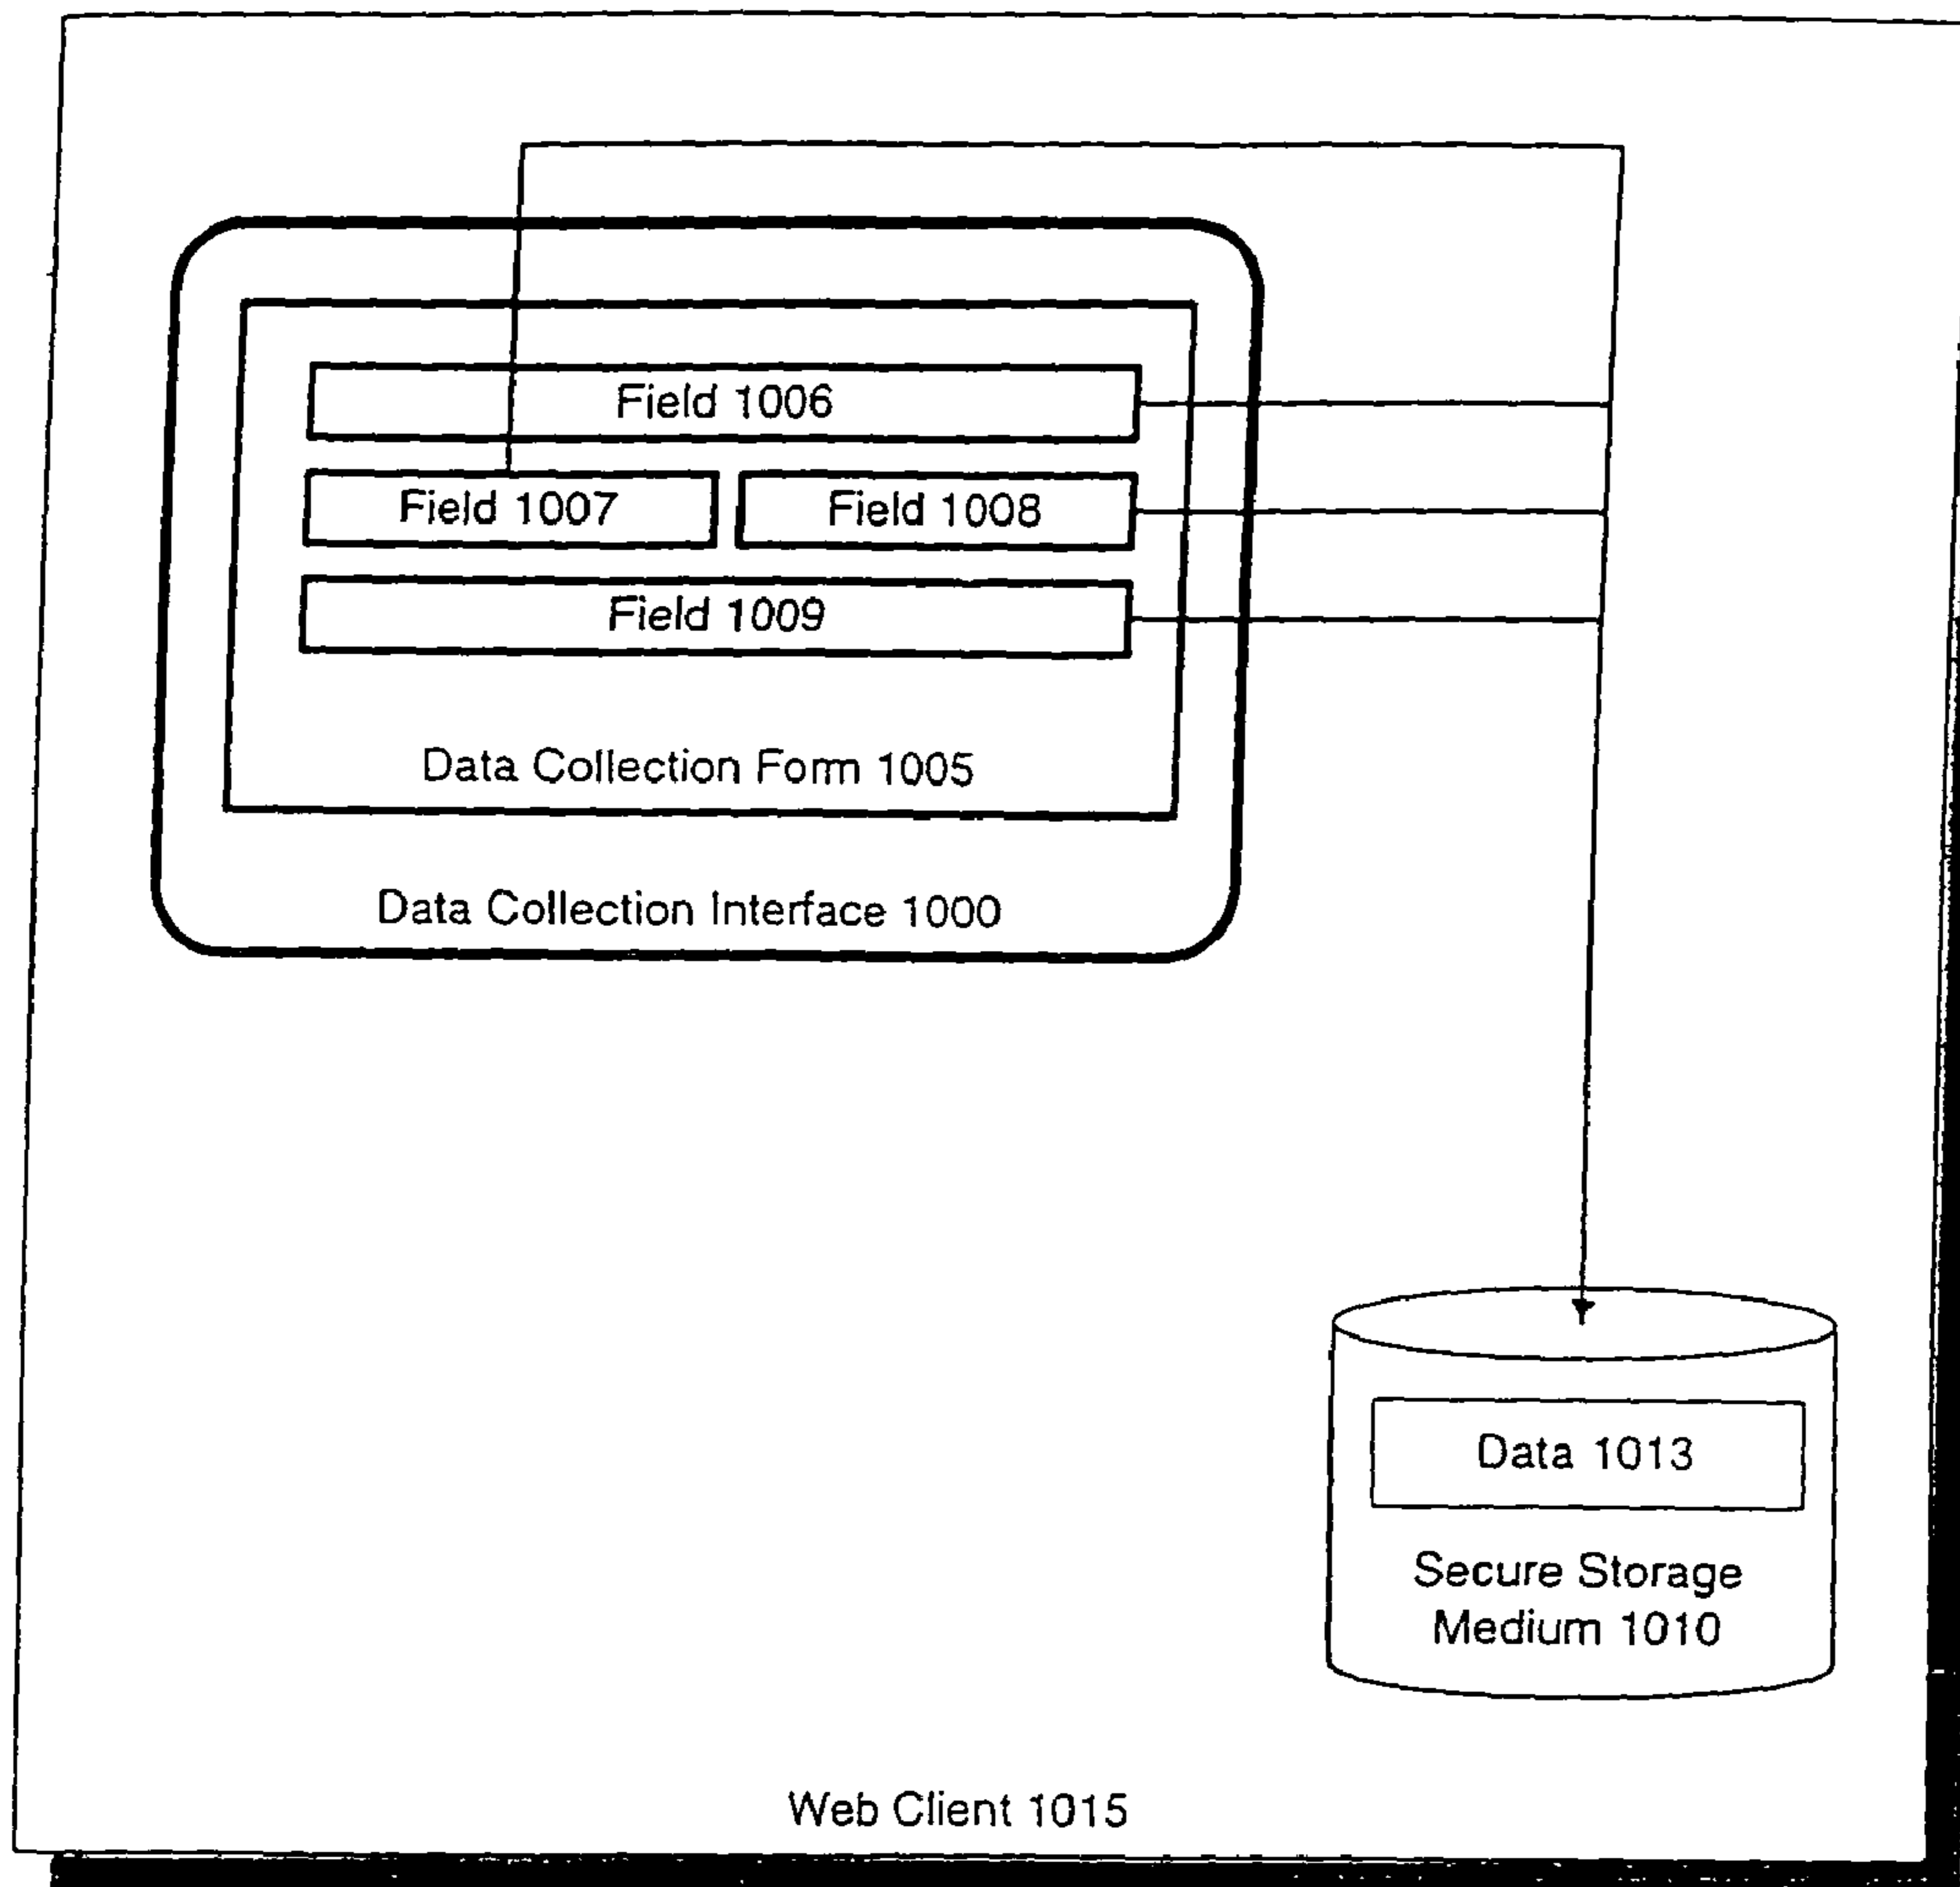 Field 1006
Field 1007
Field 1008
Field 1009
Data Collection Form 1005
Data Collection Interface 1000
Data 1013
Secure Storage
Medium 1010
Web Client 1015